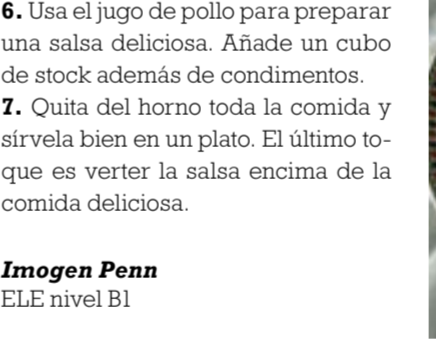 6. Usa el jugo de pollo para preparar
una salsa deliciosa. Añade un cubo
de stock además de condimentos.
7. Quita del horno toda la comida y
sírvela bien en un plato. El último to-
que es verter la salsa encima de la
comida deliciosa.
Imogen Penn
ELE nivel B1